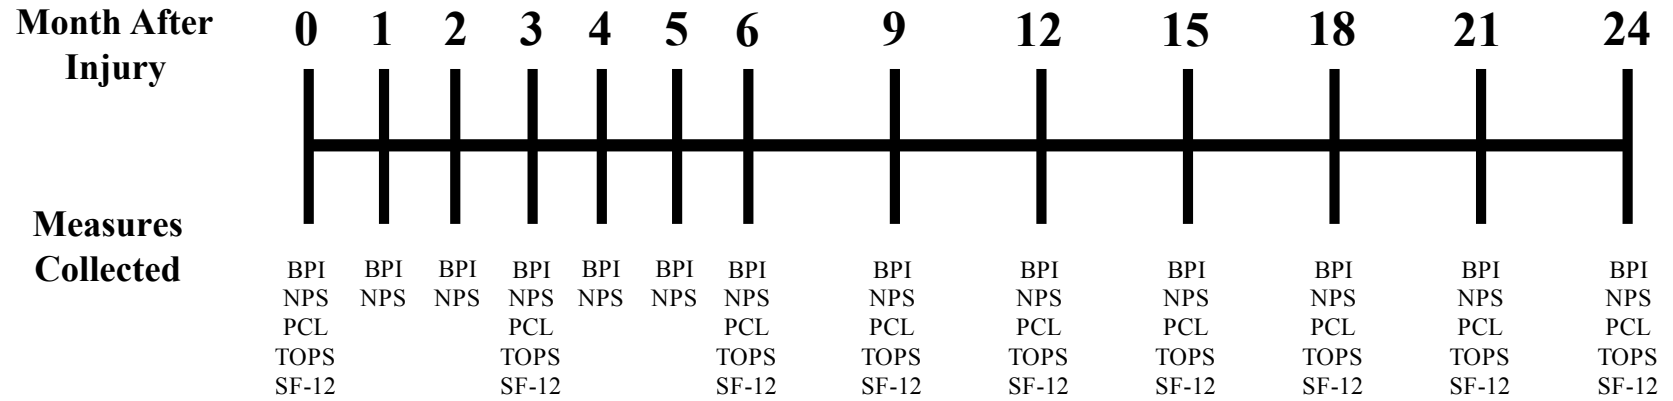 Month After
Injury
0 1 2 3 4 5 6 9 12 15 18 21 24
Measures
Collected
BPI BPI BPI BPI BPI BPI BPI BPI BPI BPI BPI BPI BPI
NPS NPS NPS NPS NPS NPS NPS NPS NPS NPS NPS NPS NPS
PCL PCL PCL PCL PCL PCL PCL PCL PCL
TOPS TOPS TOPS TOPS TOPS TOPS TOPS TOPS TOPS
SF-12 SF-12 SF-12 SF-12 SF-12 SF-12 SF-12 SF-12 SF-12